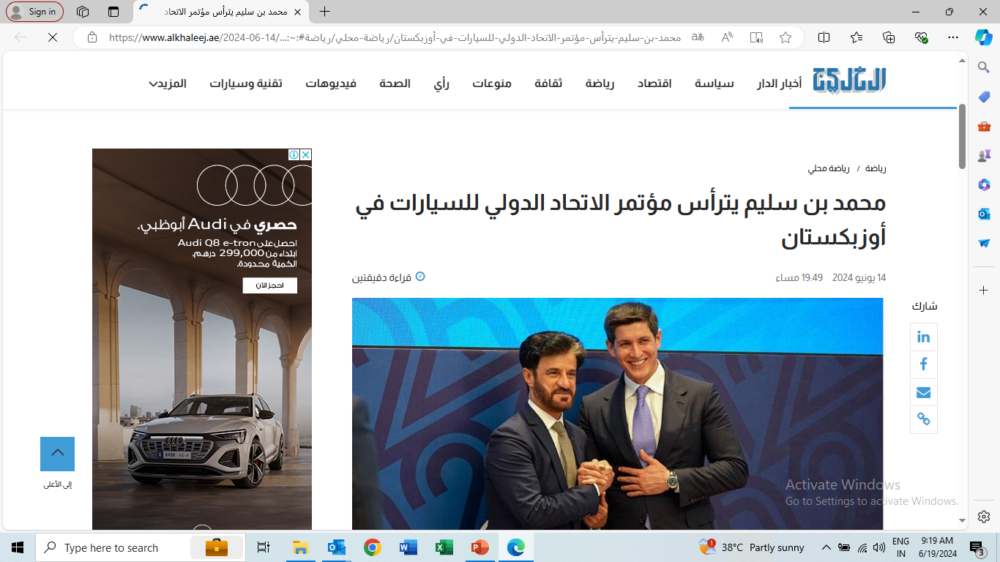 Sign in
محمد بن سليم يترأس مؤتمر الاتحاد
https://www.alkhaleej.ae/2024-06-14/محمد-بن-سليم-يترأس-مؤتمر-الاتحاد-الدولي-للسيارات-في-أوزبكستان/رياضة-محلي/رياضة#:~:...
الخليج
أخبار الدار سياسة اقتصاد رياضة ثقافة منوعات رأي الصحة فيديوهات تقنية وسيارات المزيد
رياضة / رياضة محلي
محمد بن سليم يترأس مؤتمر الاتحاد الدولي للسيارات في
أوزبكستان
14 يونيو 2024 19:49 مساء
قراءة دقيقتين
شارك
حصري في Audi أبوظبي.
احصل على Audi Q8 e-tron
ابتداء من 299,000 درهم.
الكمية محدودة.
احجز الآن
إلى الأعلى
Activate Windows
Go to Settings to activate Windows.
Type here to search
1
38°C Partly sunny
ENG
IN
9:19 AM
6/19/2024
3